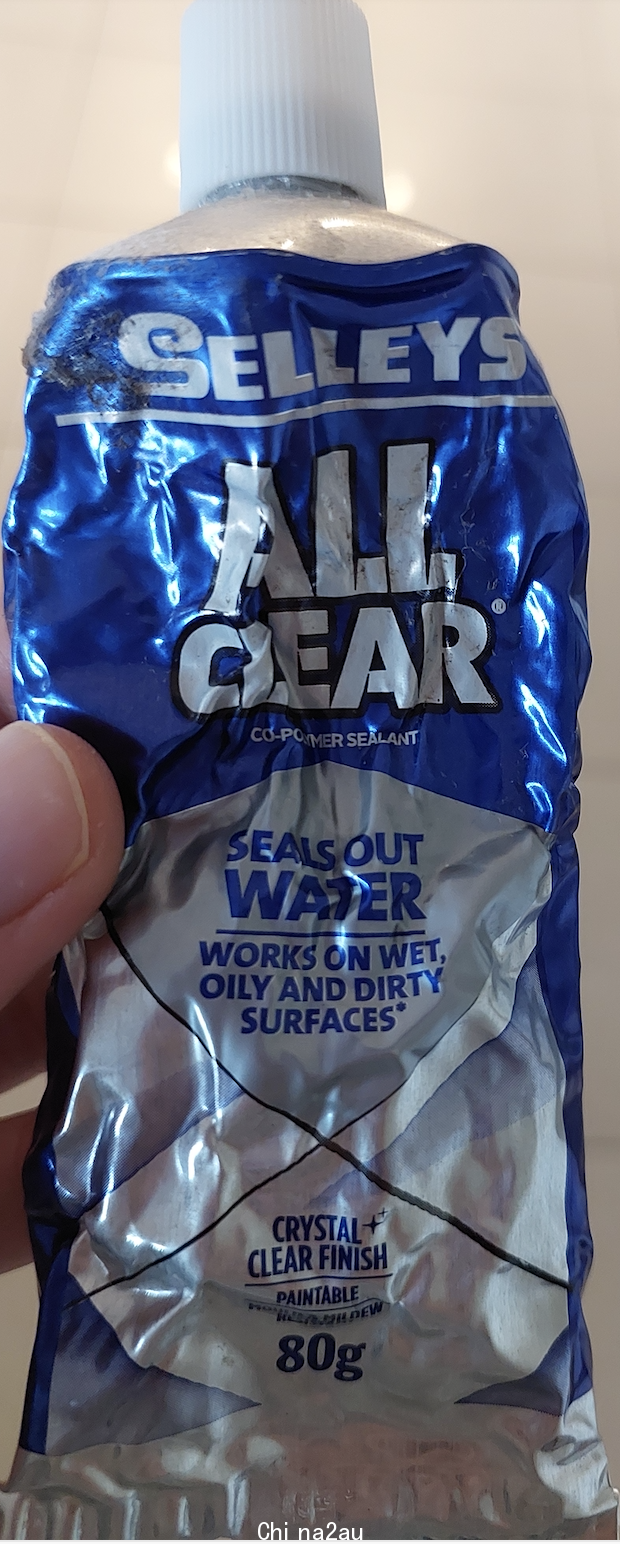 SELLEYS
ALL
CLEAR®
CO-POLYMER SEALANT
SEALS OUT
WATER
WORKS ON WET,
OILY AND DIRTY
SURFACES*
CRYSTAL
CLEAR FINISH
PAINTABLE
MILDEW
80g
Chi na2au